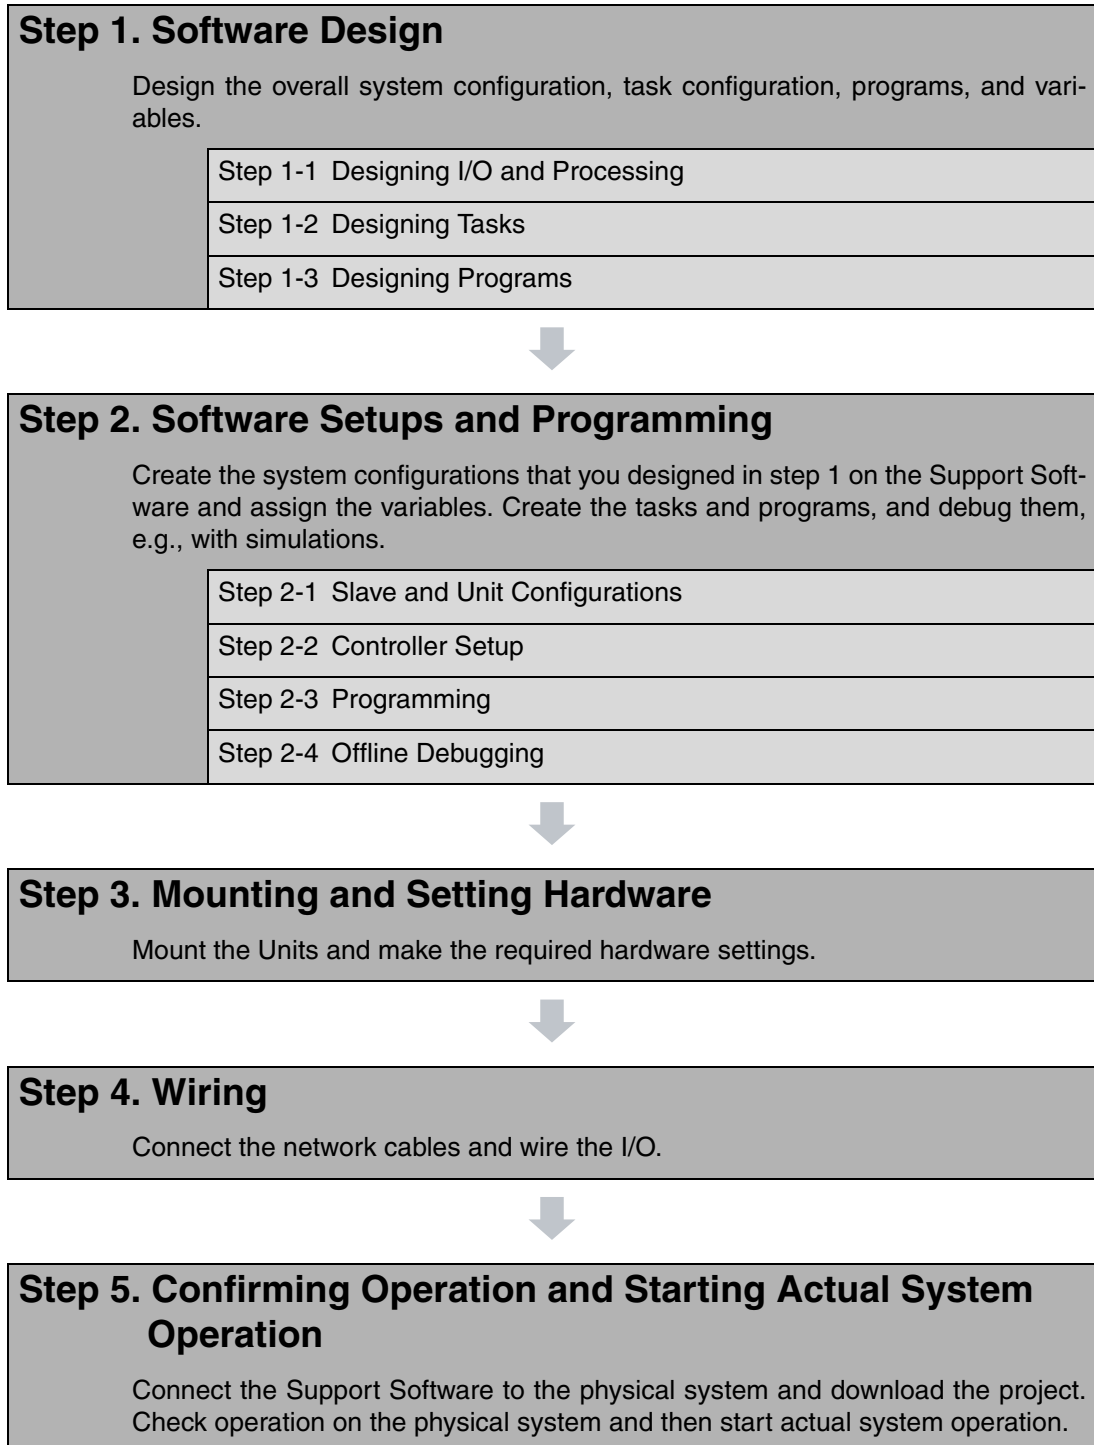 Step 1. Software Design
Design the overall system configuration, task configuration, programs, and vari-
ables.
Step 1-1 Designing I/O and Processing
Step 1-2 Designing Tasks
Step 1-3 Designing Programs
Step 2. Software Setups and Programming
Create the system configurations that you designed in step 1 on the Support Soft-
ware and assign the variables. Create the tasks and programs, and debug them,
e.g., with simulations.
Step 2-1 Slave and Unit Configurations
Step 2-2 Controller Setup
Step 2-3 Programming
Step 2-4 Offline Debugging
Step 3. Mounting and Setting Hardware
Mount the Units and make the required hardware settings.
Step 4. Wiring
Connect the network cables and wire the I/O.
Step 5. Confirming Operation and Starting Actual System
Operation
Connect the Support Software to the physical system and download the project.
Check operation on the physical system and then start actual system operation.